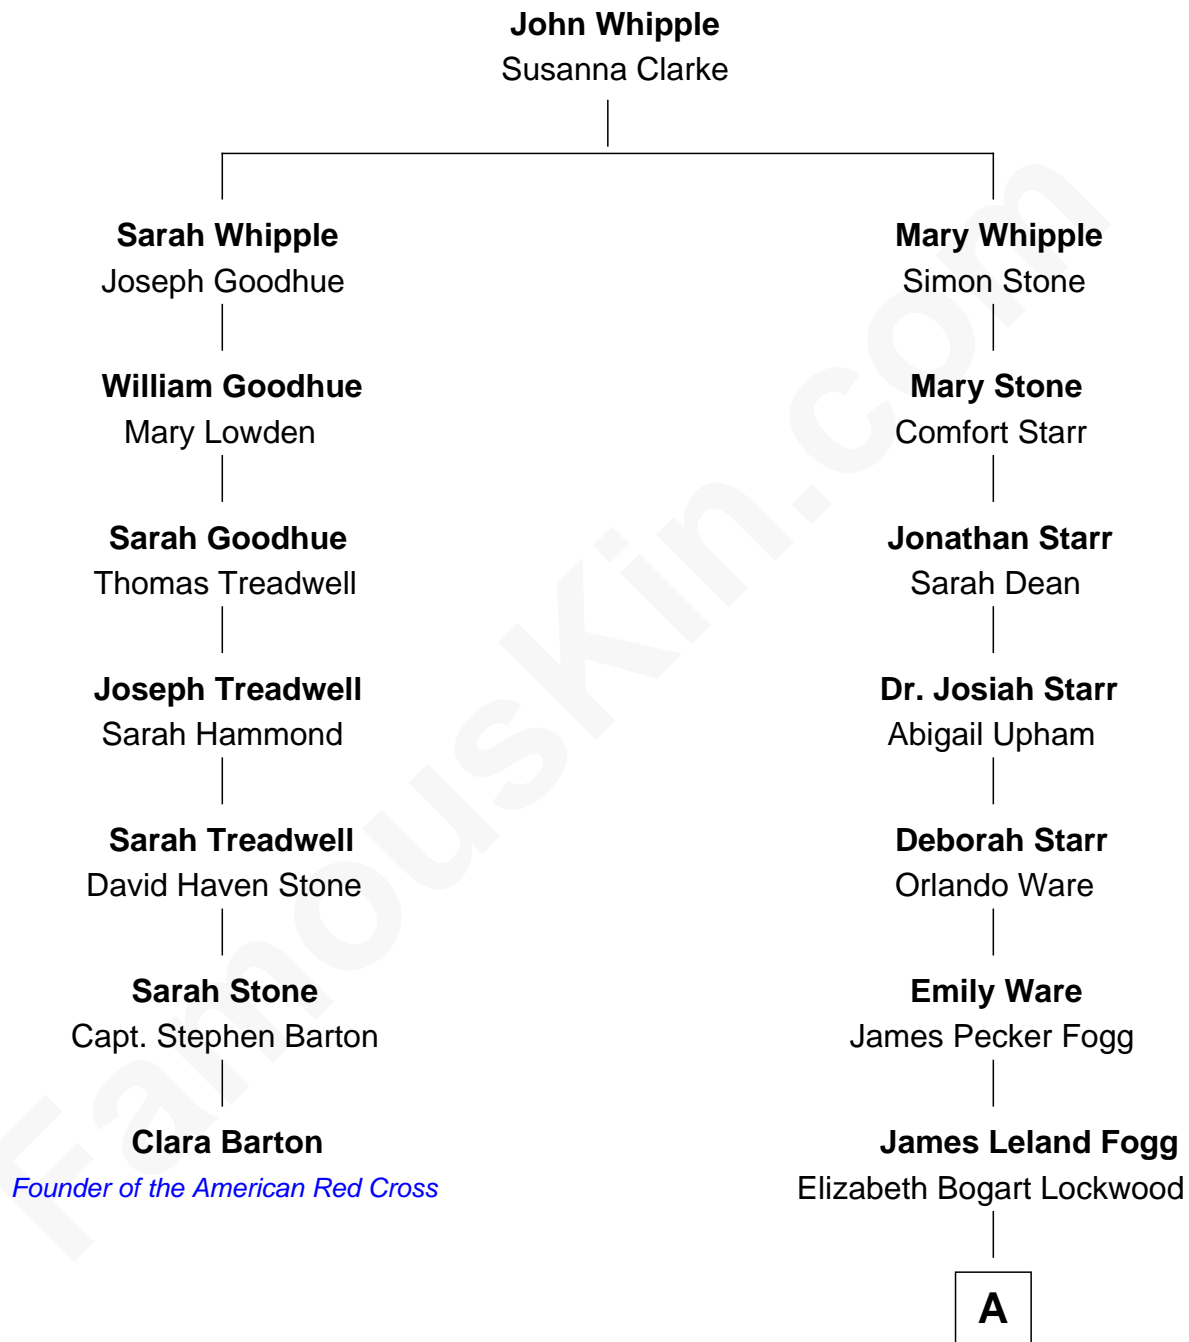 John Whipple
Susanna Clarke
Sarah Whipple
Joseph Goodhue
William Goodhue
Mary Lowden
Sarah Goodhue
Thomas Treadwell
Joseph Treadwell
Sarah Hammond
Sarah Treadwell
David Haven Stone
Sarah Stone
Capt. Stephen Barton
Clara Barton
Founder of the American Red Cross
Mary Whipple
Simon Stone
Mary Stone
Comfort Starr
Jonathan Starr
Sarah Dean
Dr. Josiah Starr
Abigail Upham
Deborah Starr
Orlando Ware
Emily Ware
James Pecker Fogg
James Leland Fogg
Elizabeth Bogart Lockwood
A
FamousKin.com